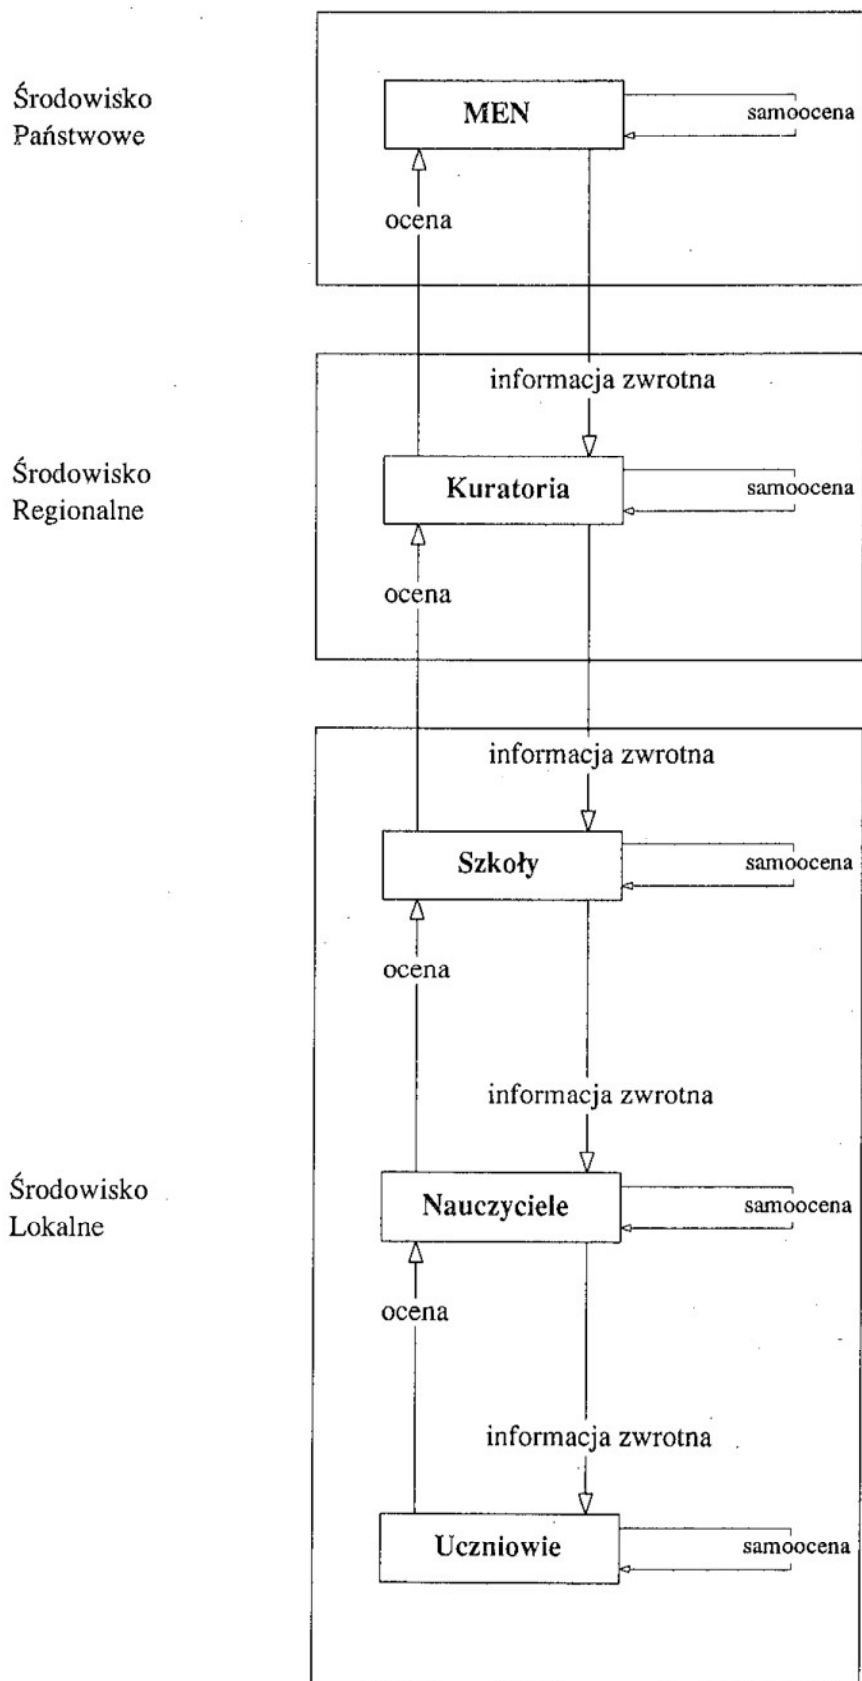 Środowisko
Państwowe
MEN
samoocena
ocena
informacja zwrotna
Środowisko
Regionalne
Kuratoria
samoocena
ocena
informacja zwrotna
Szkoły
samoocena
ocena
informacja zwrotna
Środowisko
Lokalne
Nauczyciele
samoocena
ocena
informacja zwrotna
Uczniowie
samoocena